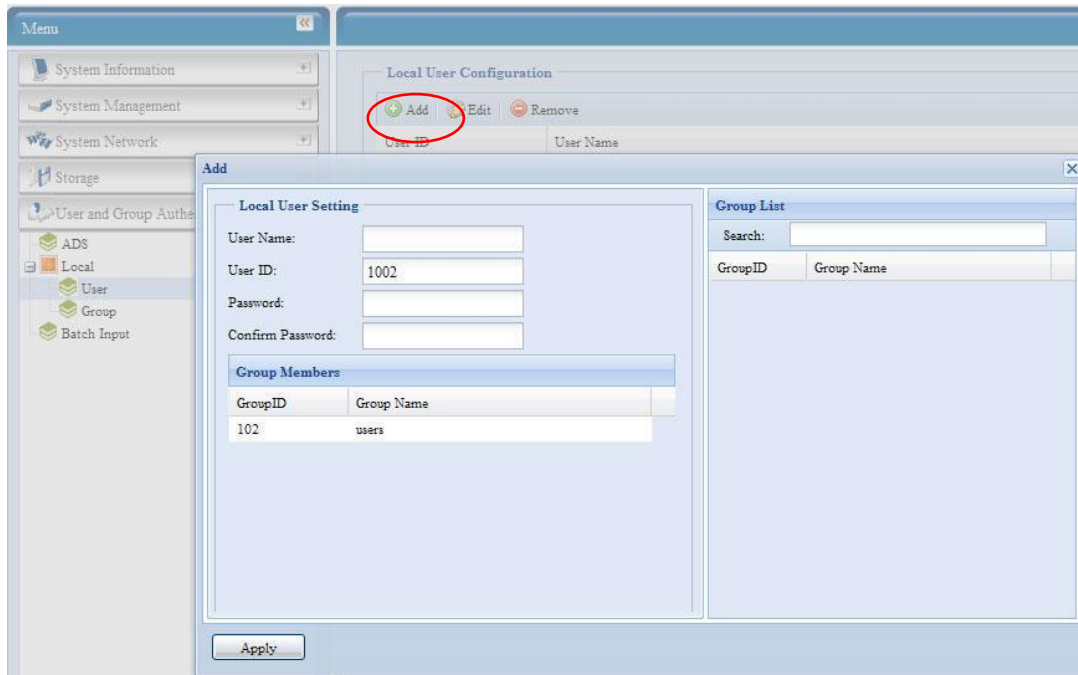 Menu
System Information
System Management
System Network
Storage
User and Group Authe
ADS
Local
User
Group
Batch Input
Local User Configuration
Add Edit Remove
User ID User Name
Add
Local User Setting
User Name:
User ID: 1002
Password:
Confirm Password:
Group Members
GroupID Group Name
102 users
Group List
Search:
GroupID Group Name
Apply